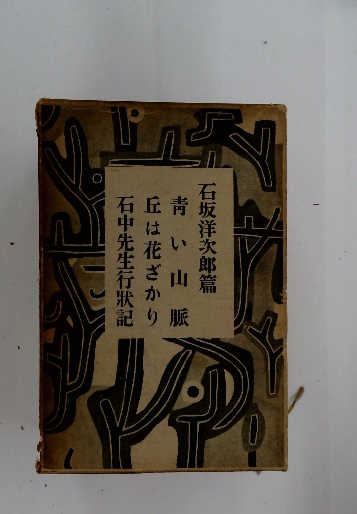 石坂洋次郎篇
青い山脈
丘は花ざかり
石中先生行狀記